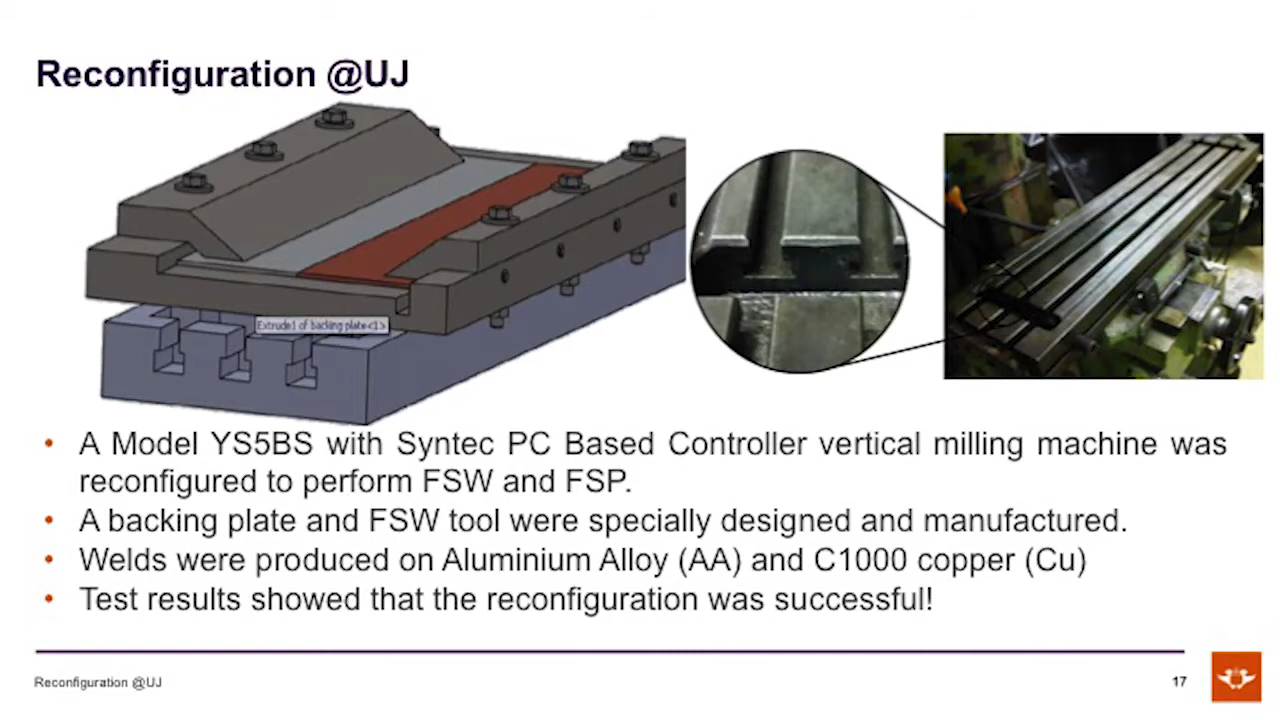 Reconfiguration @UJ
Extrude1 of backing plate<1>
• A Model YS5BS with Syntec PC Based Controller vertical milling machine was
reconfigured to perform FSW and FSP.
• A backing plate and FSW tool were specially designed and manufactured.
• Welds were produced on Aluminium Alloy (AA) and C1000 copper (Cu)
• Test results showed that the reconfiguration was successful!
Reconfiguration @UJ
17